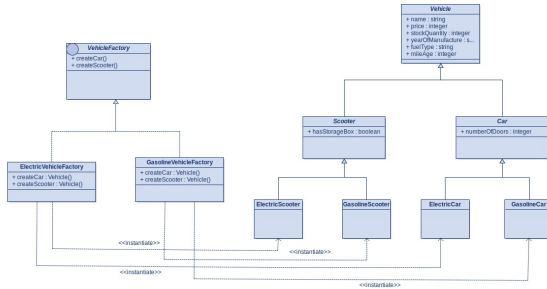 Vehicle
+ name : string
+ price : integer
+ stockQuantity : integer
+ yearOfManufacture : s...
+ fuelType : string
+ mileAge : integer
VehicleFactory
+ createCar()
+ createScooter()
Scooter
+ hasStorageBox : boolean
Car
+ numberOfDoors : integer
ElectricVehicleFactory
+ createCar : Vehicle()
+ createScooter : Vehicle()
GasolineVehicleFactory
+ createCar : Vehicle()
+ createScooter : Vehicle()
ElectricScooter
GasolineScooter
ElectricCar
GasolineCar
<<instantiate>>
<<instantiate>>
<<instantiate>>
<<instantiate>>